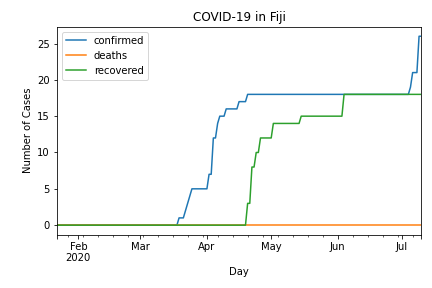 COVID-19 in Fiji
confirmed
deaths
recovered
Number of Cases
25
20
15
10
5
0
Feb
2020
Mar
Apr
May
Jun
Jul
Day